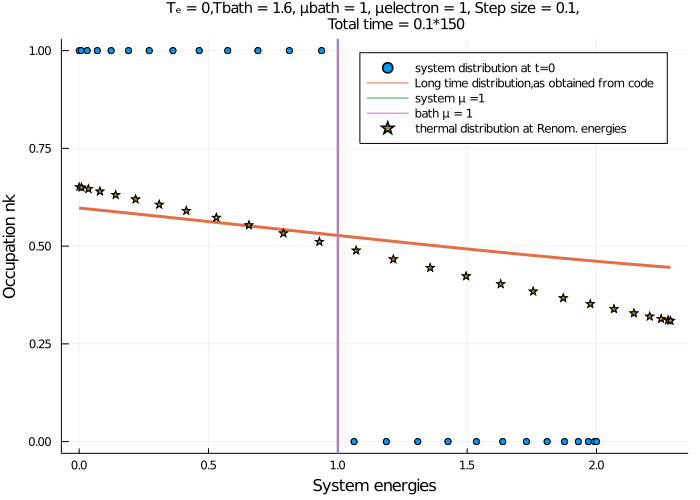 Tₑ = 0,Tbath = 1.6, μbath = 1, μelectron = 1, Step size = 0.1,
Total time = 0.1*150
system distribution at t=0
Long time distribution,as obtained from code
system μ =1
bath μ = 1
thermal distribution at Renom. energies
Occupation nk
1.00
0.75
0.50
0.25
0.00
0.0 0.5 1.0 1.5 2.0
System energies